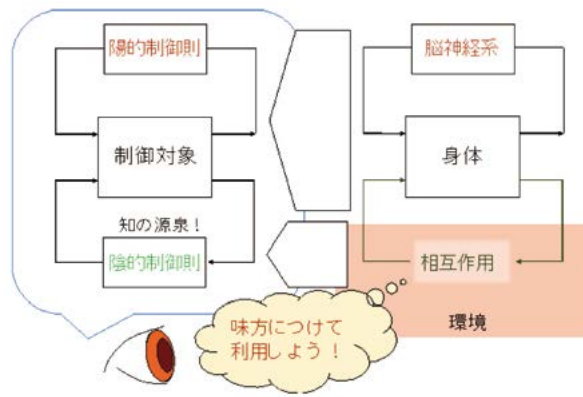 陽的制御則
制御対象
知の源泉！
陰的制御則
脳神経系
身体
相互作用
環境
味方につけて
利用しよう！